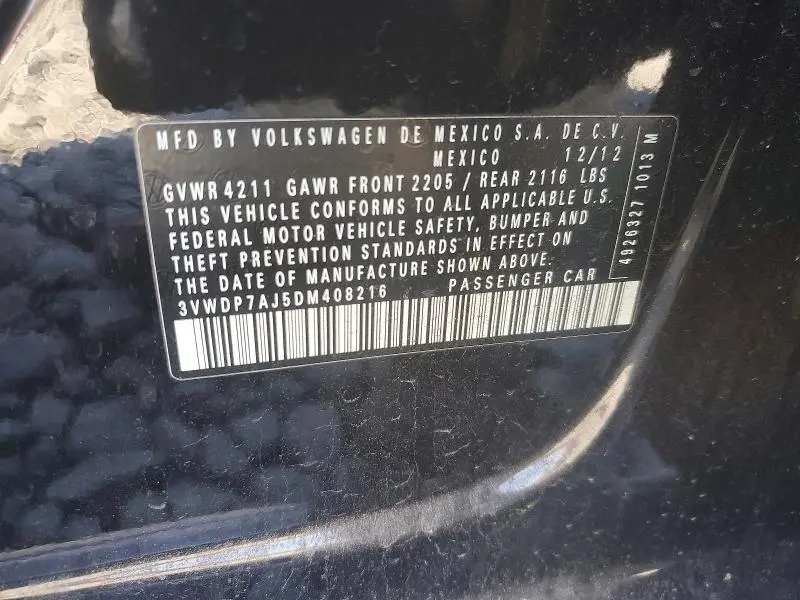 MFD BY VOLKSWAGEN DE MEXICO S.A. DE C.V.
MEXICO 12/12
GVWR 4211 GAWR FRONT 2205 / REAR 2116 LBS
THIS VEHICLE CONFORMS TO ALL APPLICABLE U.S.
FEDERAL MOTOR VEHICLE SAFETY, BUMPER AND
THEFT PREVENTION STANDARDS IN EFFECT ON
THE DATE OF MANUFACTURE SHOWN ABOVE.
3VWDP7AJ5DM408216 PASSENGER CAR
4926327 1013 M